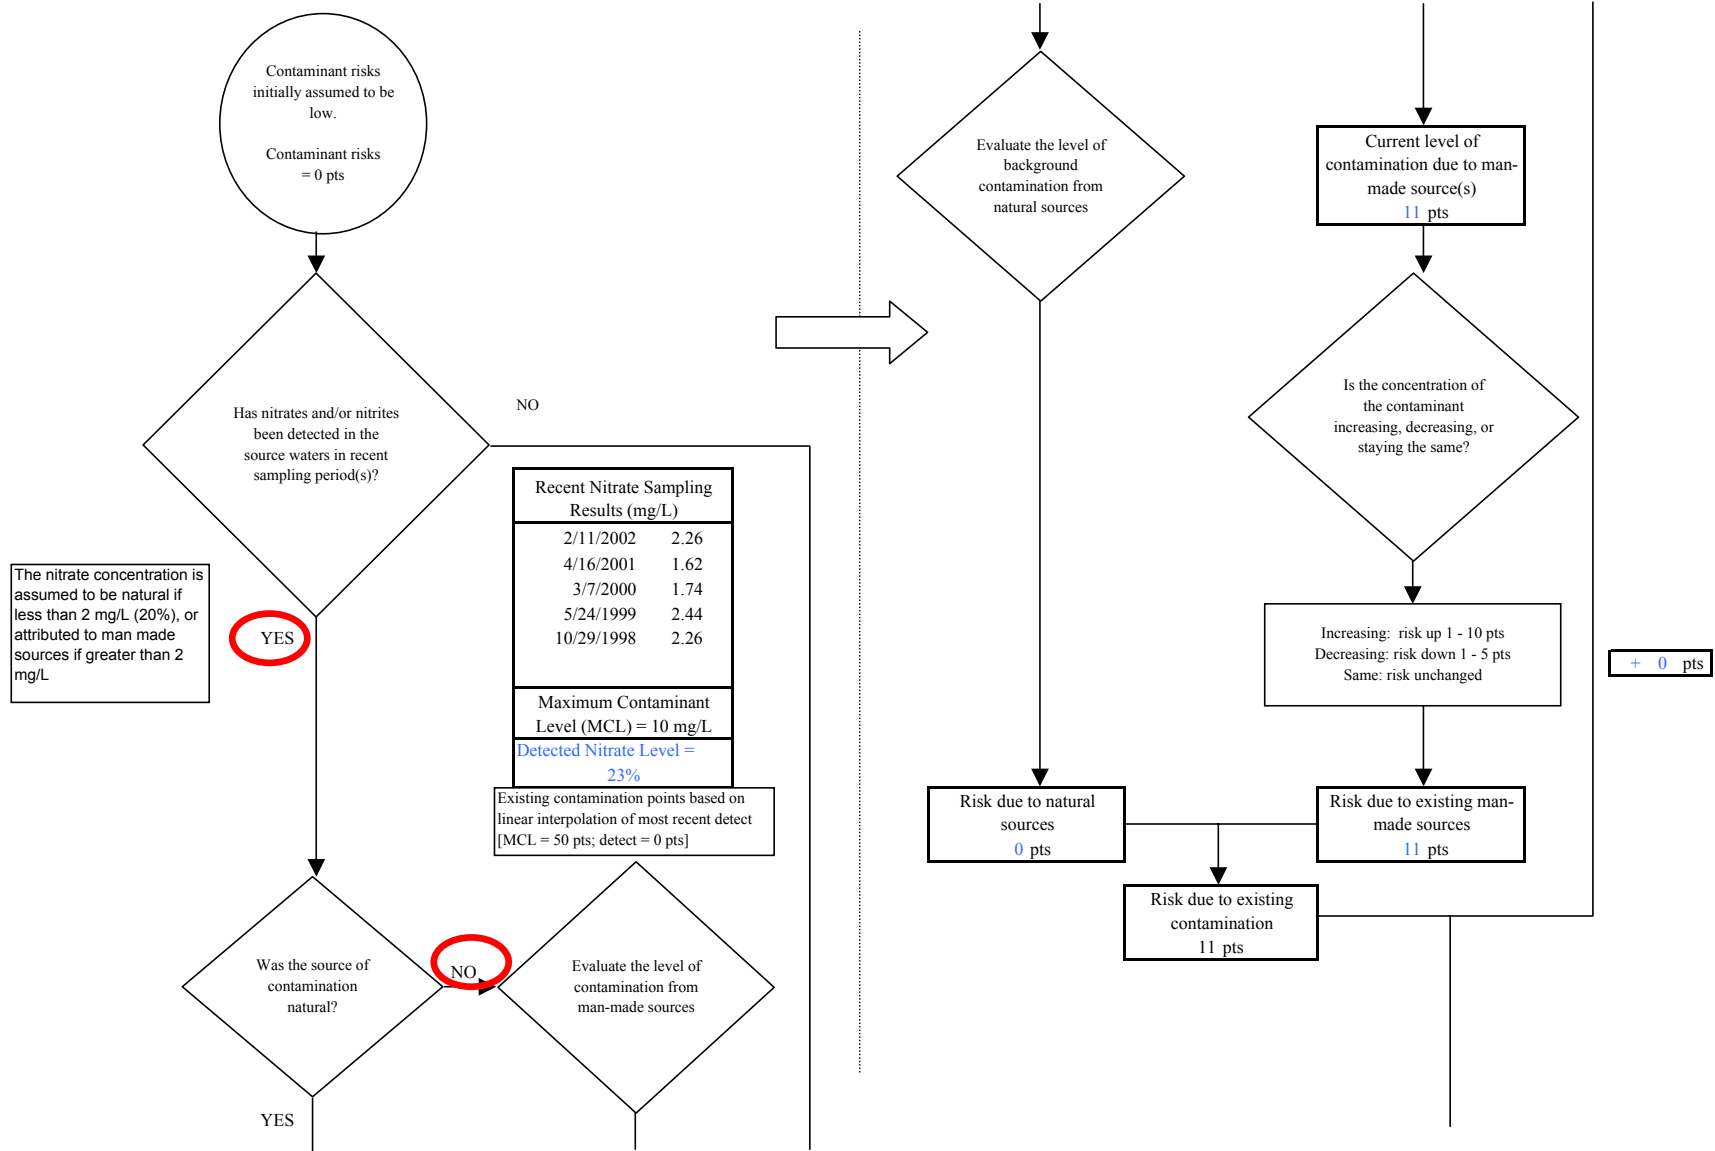 Contaminant risks
initially assumed to be
low.
Contaminant risks
= 0 pts
Has nitrates and/or nitrites
been detected in the
source waters in recent
sampling period(s)?
NO
Recent Nitrate Sampling
Results (mg/L)
2/11/2002 2.26
4/16/2001 1.62
3/7/2000 1.74
5/24/1999 2.44
10/29/1998 2.26
Maximum Contaminant
Level (MCL) = 10 mg/L
Detected Nitrate Level =
23%
Existing contamination points based on
linear interpolation of most recent detect
[MCL = 50 pts; detect = 0 pts]
The nitrate concentration is
assumed to be natural if
less than 2 mg/L (20%), or
attributed to man made
sources if greater than 2
mg/L
YES
Was the source of
contamination
natural?
NO
Evaluate the level of
contamination from
man-made sources
YES
Evaluate the level of
background
contamination from
natural sources
Current level of
contamination due to man-
made source(s)
11 pts
Is the concentration of
the contaminant
increasing, decreasing, or
staying the same?
Increasing: risk up 1 - 10 pts
Decreasing: risk down 1 - 5 pts
Same: risk unchanged
+ 0 pts
Risk due to natural
sources
0 pts
Risk due to existing man-
made sources
11 pts
Risk due to existing
contamination
11 pts